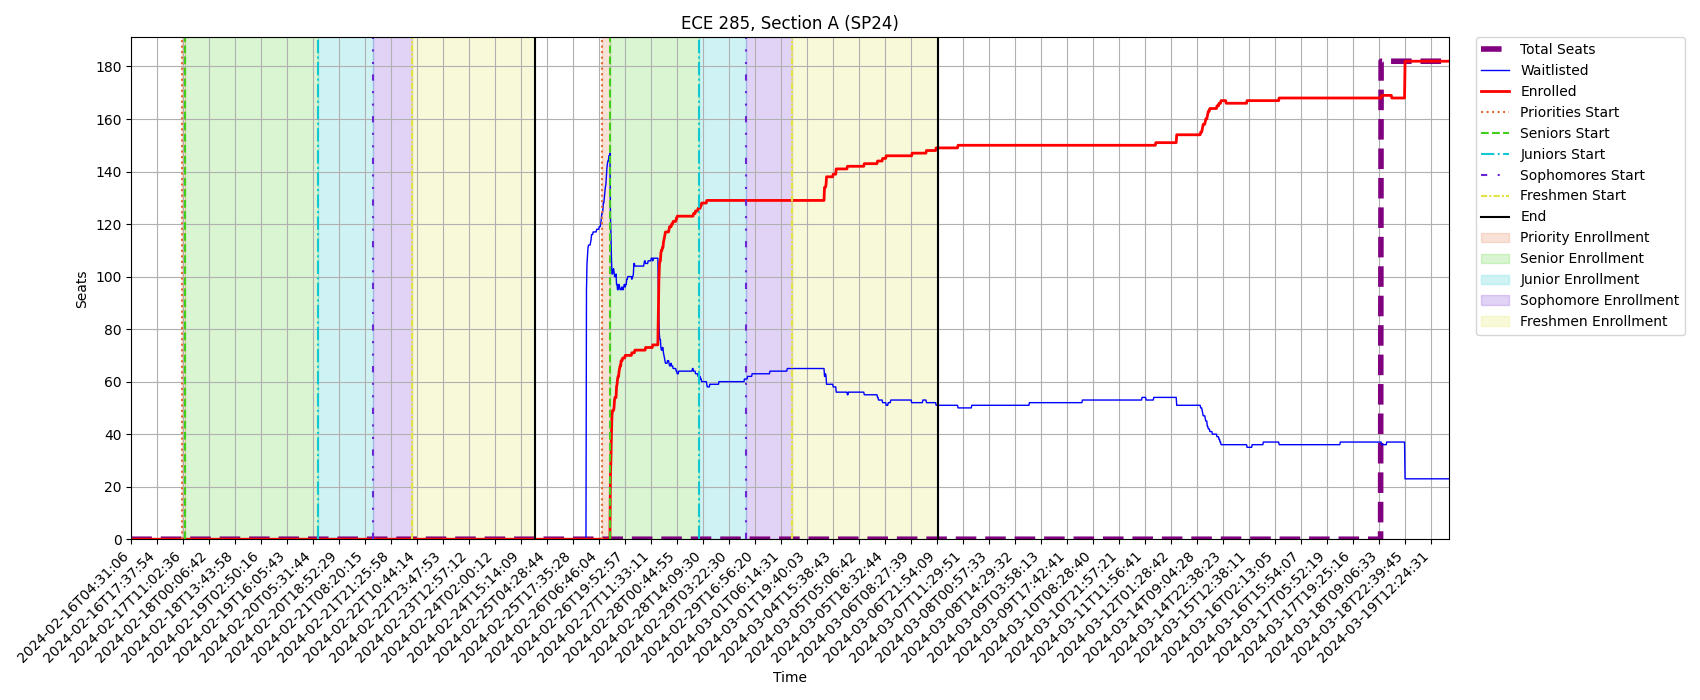 ECE 285, Section A (SP24)
Seats
180
160
140
120
100
80
60
40
20
0
2024-02-16T04:31:06
2024-02-16T17:37:54
2024-02-17T11:02:36
2024-02-18T00:06:42
2024-02-18T13:43:58
2024-02-19T02:50:16
2024-02-19T16:05:43
2024-02-20T05:31:44
2024-02-20T18:52:29
2024-02-21T08:20:15
2024-02-21T21:25:58
2024-02-22T10:44:14
2024-02-22T23:47:53
2024-02-23T12:57:12
2024-02-24T02:00:12
2024-02-24T15:14:09
2024-02-25T04:28:44
2024-02-25T17:35:28
2024-02-26T06:46:04
2024-02-26T19:52:57
2024-02-27T11:33:11
2024-02-28T00:44:55
2024-02-28T14:09:30
2024-02-29T03:22:30
2024-02-29T16:56:20
2024-03-01T06:14:31
2024-03-01T19:40:03
2024-03-04T15:38:43
2024-03-05T05:06:42
2024-03-05T18:32:44
2024-03-06T08:27:39
2024-03-06T21:54:09
2024-03-07T11:29:51
2024-03-08T00:57:33
2024-03-08T14:29:32
2024-03-09T03:58:13
2024-03-09T17:42:41
2024-03-10T08:28:40
2024-03-10T21:57:21
2024-03-11T11:56:41
2024-03-12T01:28:42
2024-03-14T09:04:28
2024-03-14T22:38:23
2024-03-15T12:38:11
2024-03-16T02:13:05
2024-03-16T15:54:07
2024-03-17T05:52:19
2024-03-17T19:25:16
2024-03-18T09:06:33
2024-03-18T22:39:45
2024-03-19T12:24:31
Time
Total Seats
Waitlisted
Enrolled
Priorities Start
Seniors Start
Juniors Start
Sophomores Start
Freshmen Start
End
Priority Enrollment
Senior Enrollment
Junior Enrollment
Sophomore Enrollment
Freshmen Enrollment